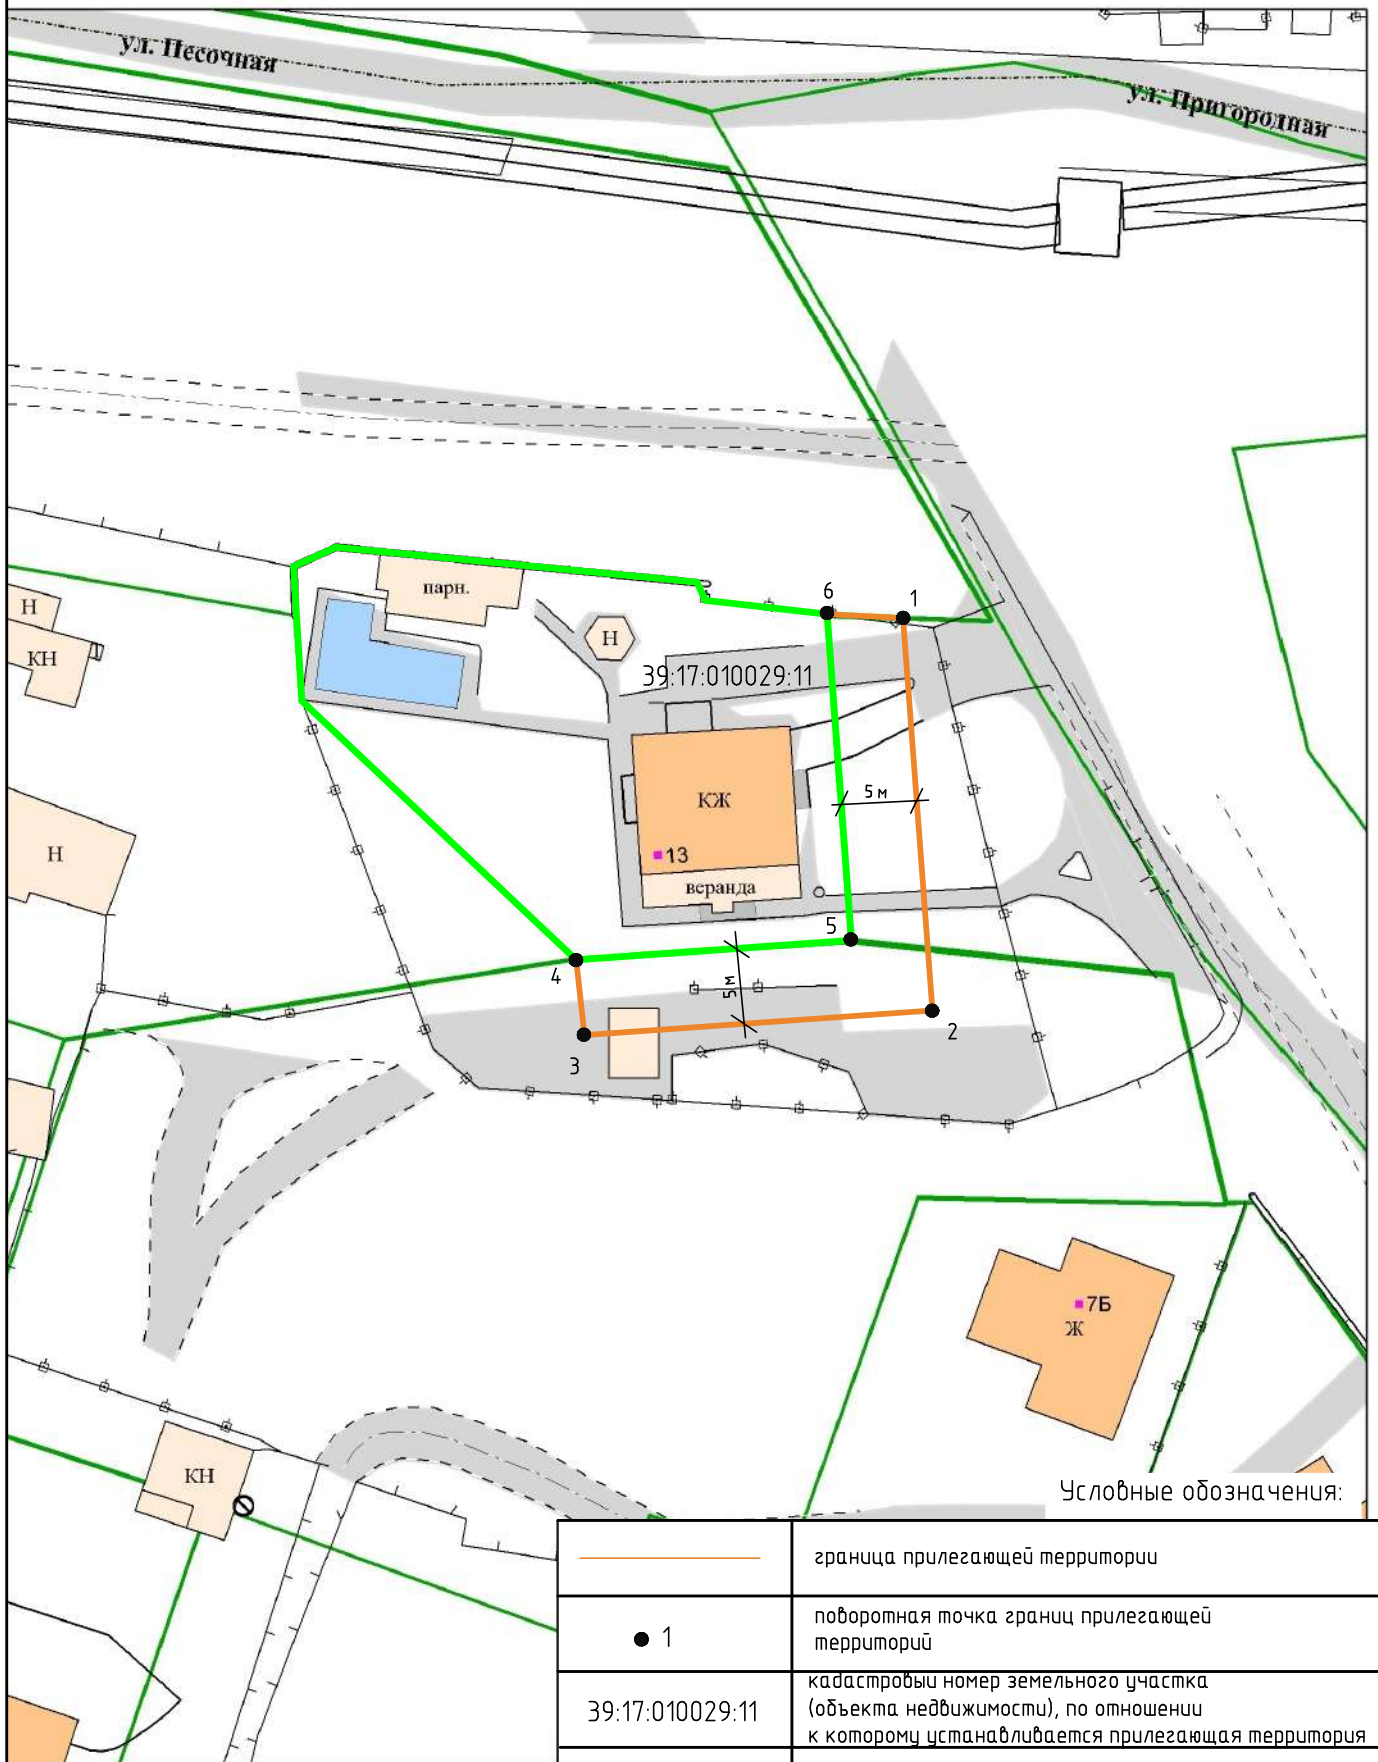 ул. Песочная
ул. Пригородная
парн.
Н
Н
КН
39:17:010029:11
6
1
КЖ
5 м
13
веранда
Н
5
4
5 м
2
3
7Б
Ж
КН
Условные обозначения:
граница прилегающей территории
1
поворотная точка границ прилегающей
территорий
39:17:010029:11
кадастровый номер земельного участка
(объекта недвижимости), по отношении
к которому устанавливается прилегающая территория